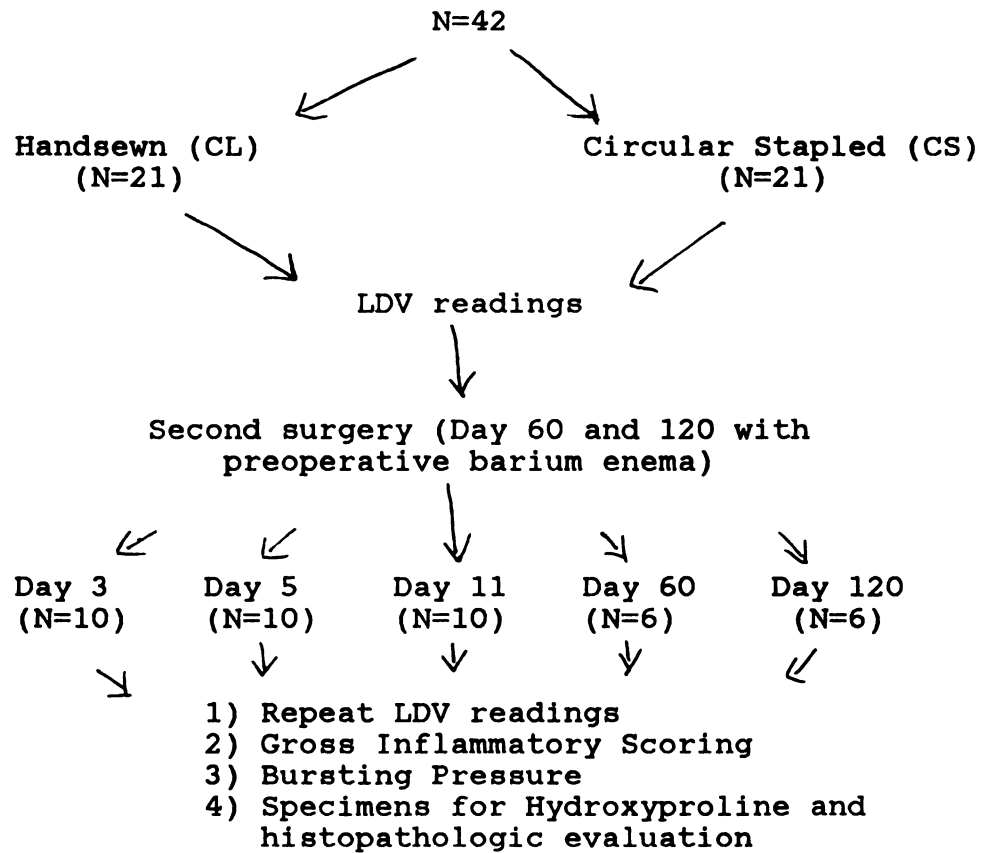 N=42
Handsewn (CL)
(N=21)
Circular Stapled (CS)
(N=21)
LDV readings
Second surgery (Day 60 and 120 with
preoperative barium enema)
Day 3
(N=10)
Day 5
(N=10)
Day 11
(N=10)
Day 60
(N=6)
Day 120
(N=6)
1) Repeat LDV readings
2) Gross Inflammatory Scoring
3) Bursting Pressure
4) Specimens for Hydroxyproline and
histopathologic evaluation